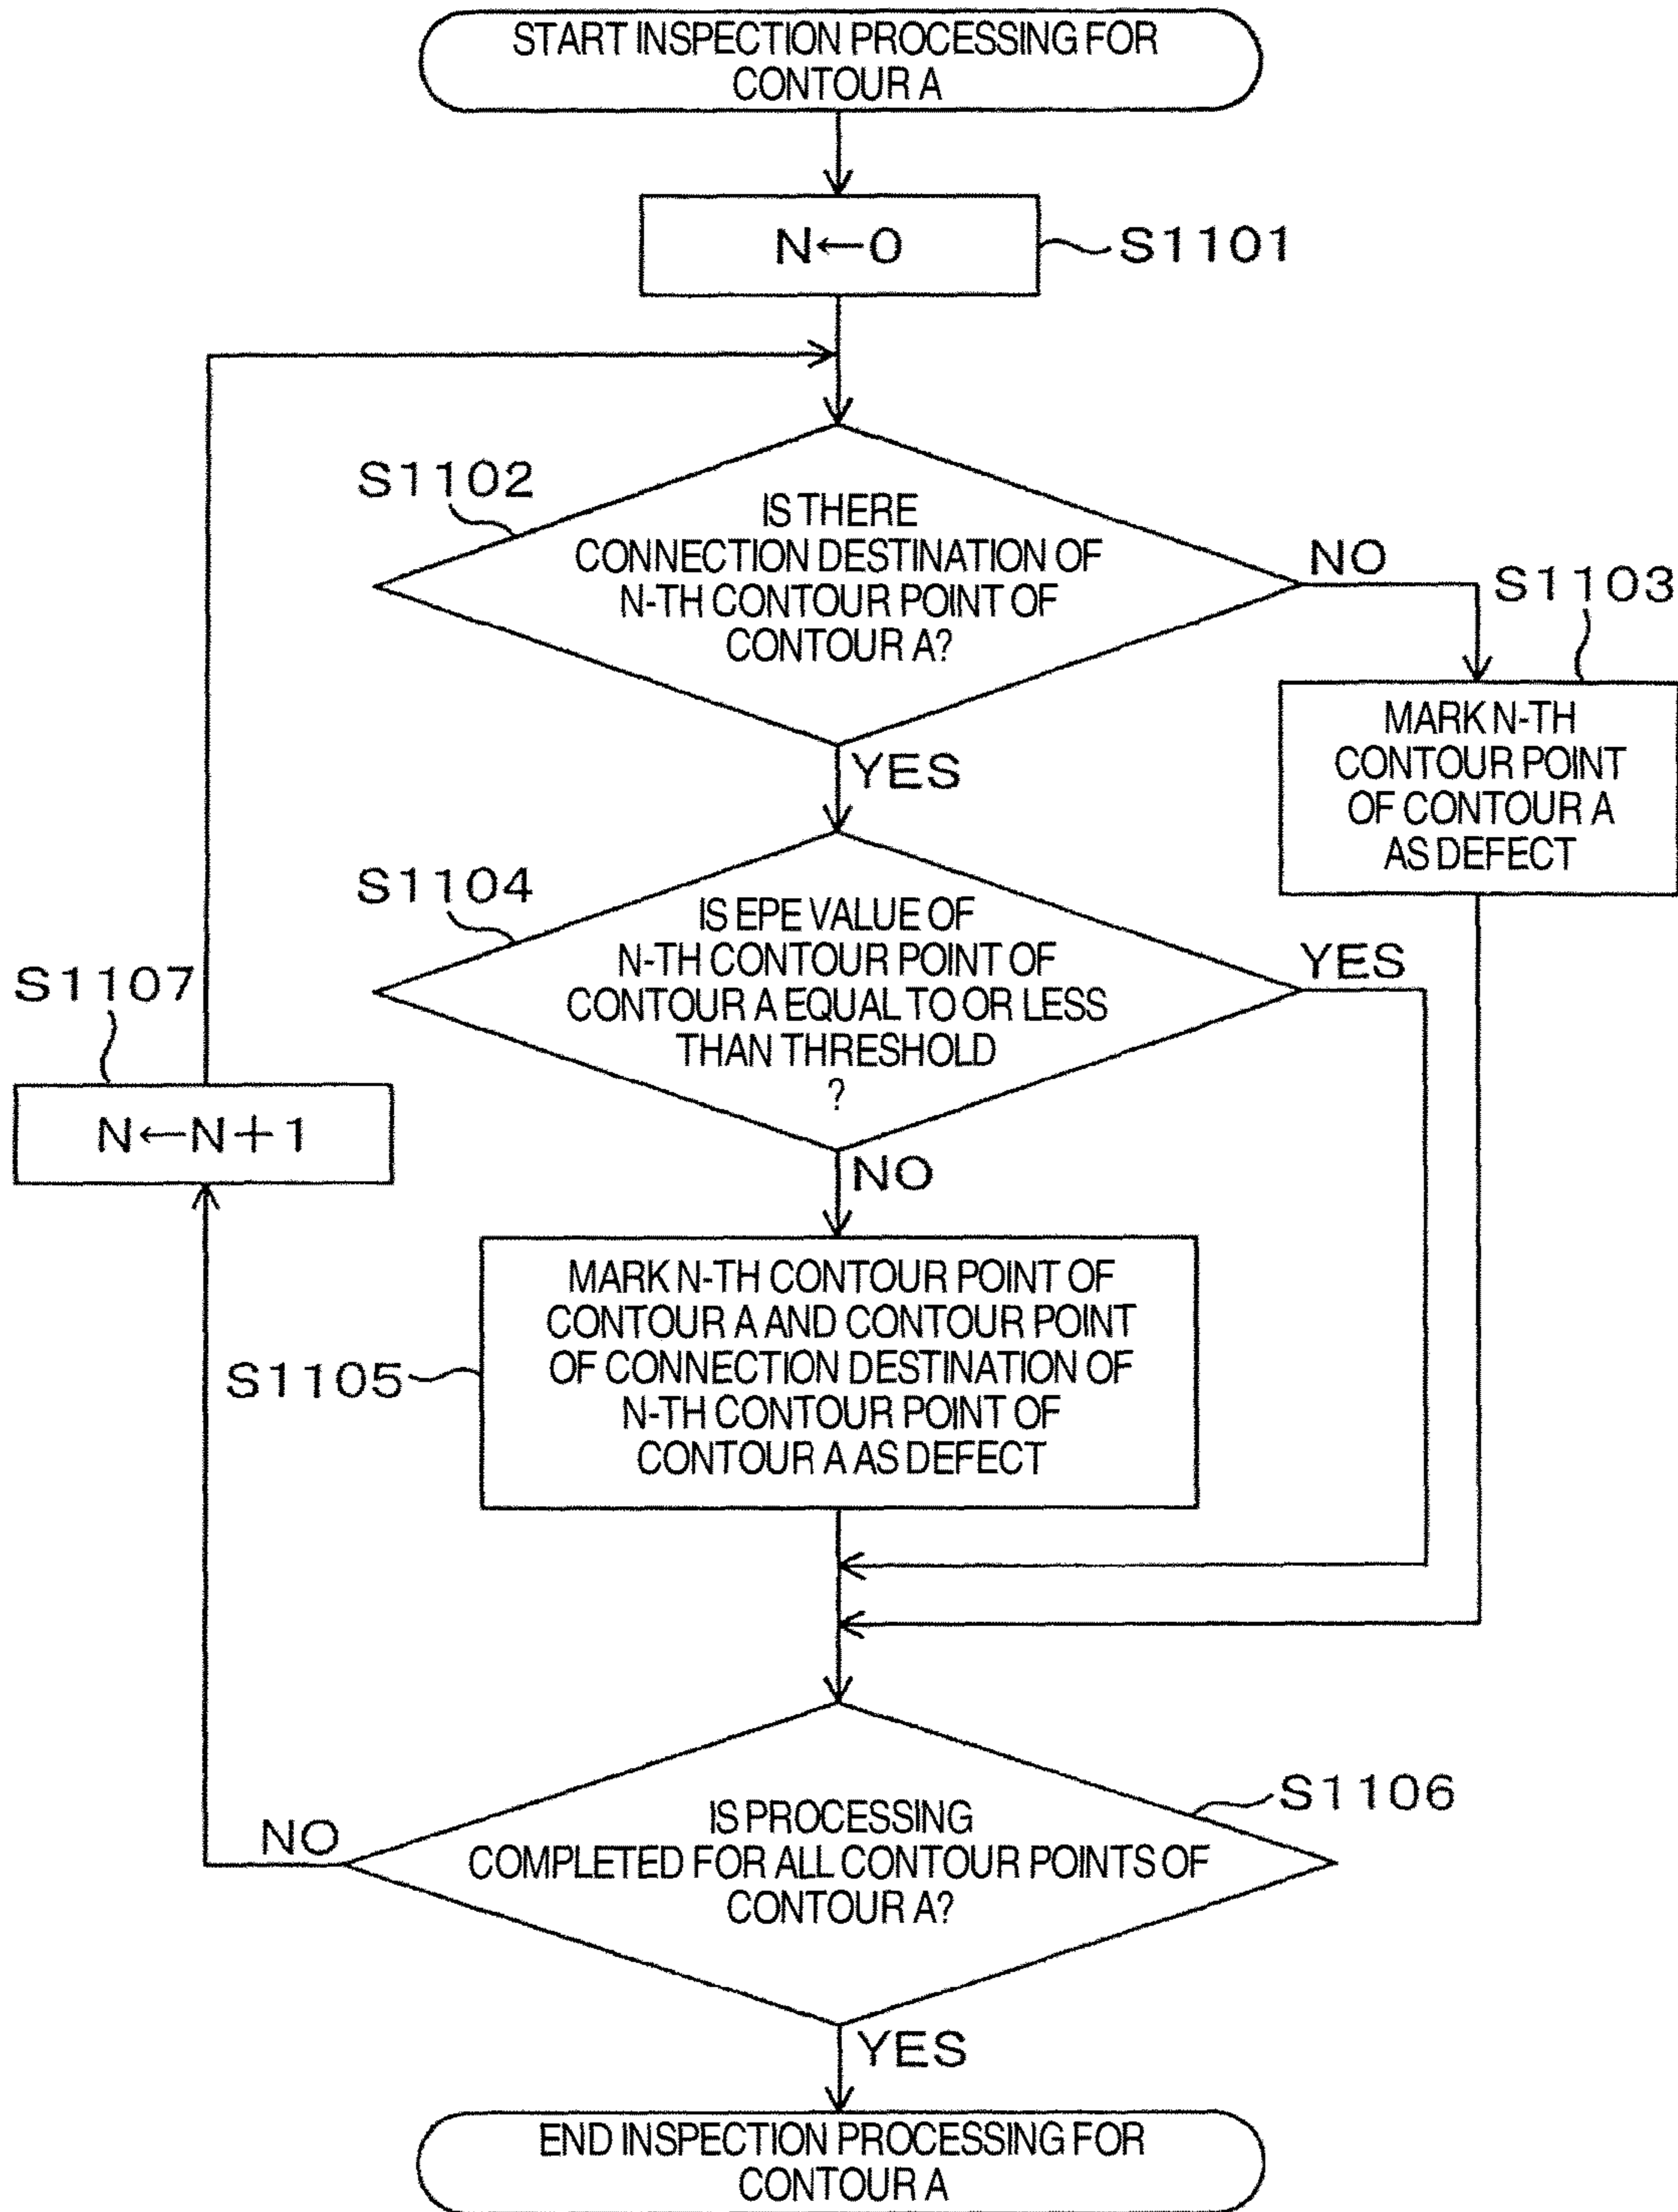 START INSPECTION PROCESSING FOR
CONTOUR A
N←0
S1101
S1102
IS THERE
CONNECTION DESTINATION OF
N-TH CONTOUR POINT OF
CONTOUR A?
NO
S1103
MARK N-TH
CONTOUR POINT
OF CONTOUR A
AS DEFECT
YES
S1104
IS EPE VALUE OF
N-TH CONTOUR POINT OF
CONTOUR A EQUAL TO OR LESS
THAN THRESHOLD
?
YES
S1107
N←N+1
NO
MARK N-TH CONTOUR POINT OF
CONTOUR A AND CONTOUR POINT
OF CONNECTION DESTINATION OF
N-TH CONTOUR POINT OF
CONTOUR A AS DEFECT
S1105
S1106
IS PROCESSING
COMPLETED FOR ALL CONTOUR POINTS OF
CONTOUR A?
NO
YES
END INSPECTION PROCESSING FOR
CONTOUR A